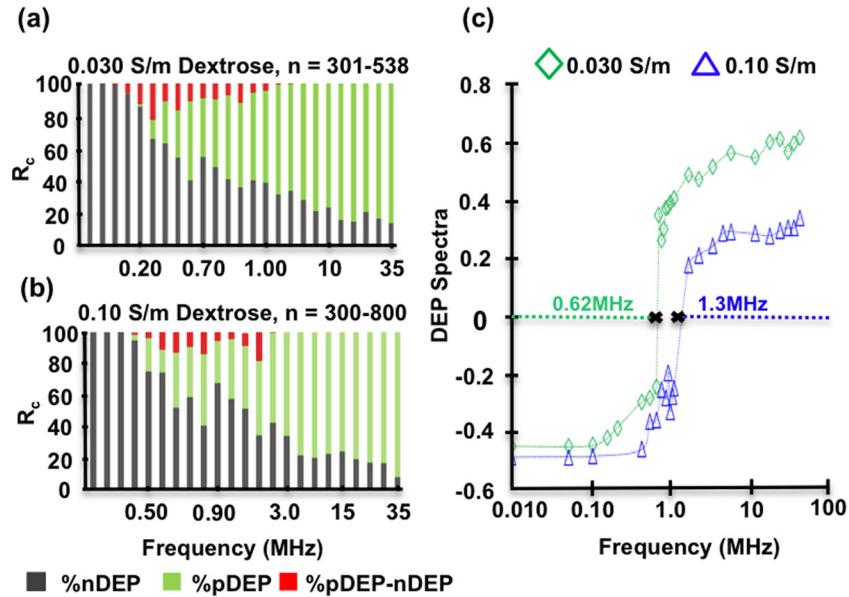 (a)
0.030 S/m Dextrose, n = 301-538
Rc
100
80
60
40
20
0
0.20 0.70 1.00 10 35
(b)
0.10 S/m Dextrose, n = 300-800
Rc
100
80
60
40
20
0
0.50 0.90 3.0 15 35
Frequency (MHz)
%nDEP %pDEP %pDEP-nDEP
(c)
0.030 S/m 0.10 S/m
DEP Spectra
0.8
0.6
0.4
0.2
0
-0.2
-0.4
-0.6
0.62MHz 1.3MHz
0.010 0.10 1.0 10 100
Frequency (MHz)